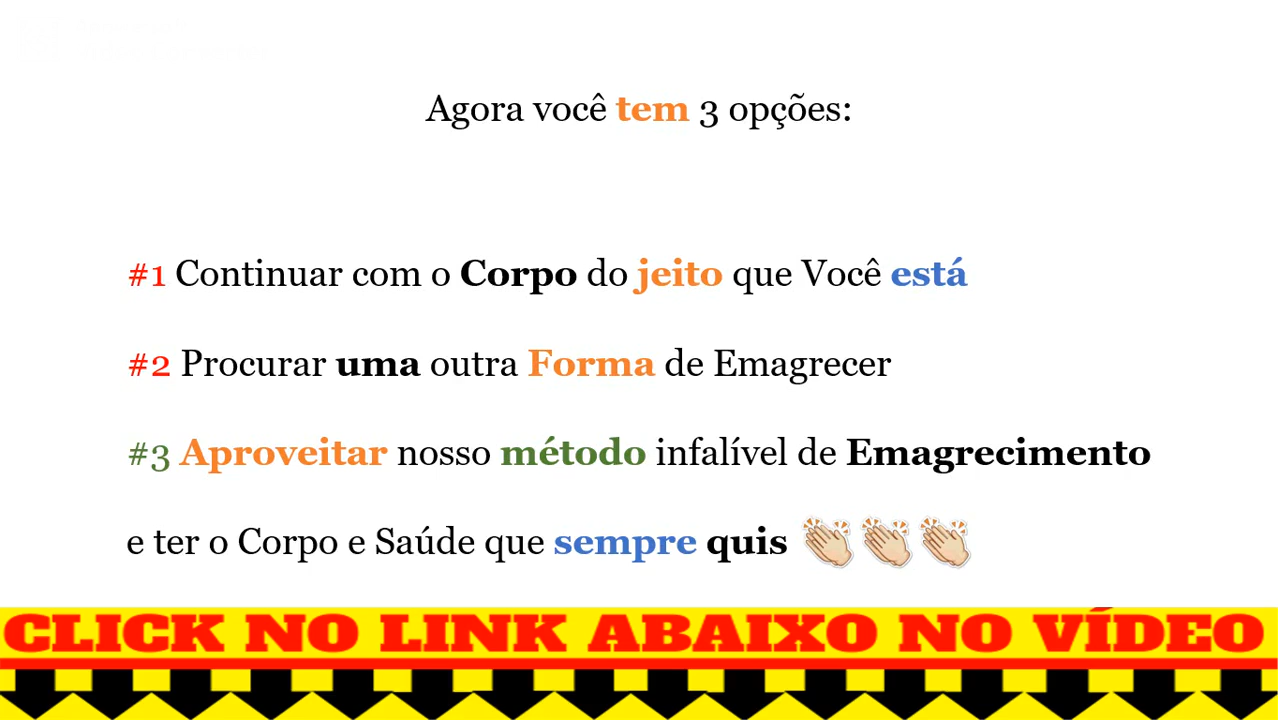 Agora você tem 3 opções:
#1 Continuar com o Corpo do jeito que Você está
#2 Procurar uma outra Forma de Emagrecer
#3 Aproveitar nosso método infalível de Emagrecimento
e ter o Corpo e Saúde que sempre quis
CLICK NO LINK ABAIXO NO VÍDEO